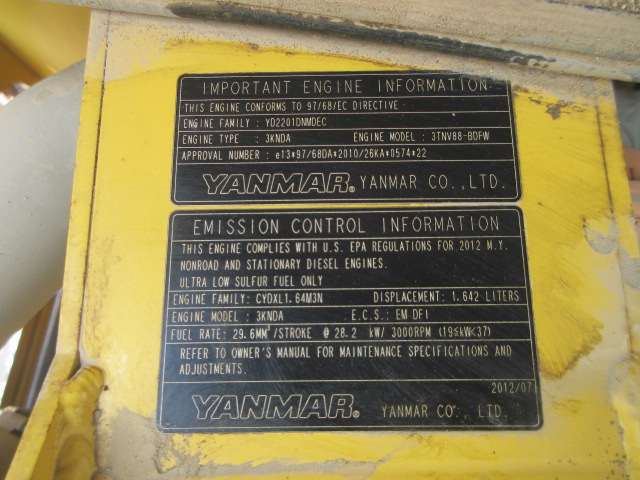 IMPORTANT ENGINE INFORMATION
THIS ENGINE CONFORMS TO 97/68/EC DIRECTIVE
ENGINE FAMILY : YD2201DNMDEC
ENGINE TYPE : 3KNDA ENGINE MODEL : 3TNV88-BDFW
APPROVAL NUMBER : e13*97/68DA*2010/26KA*0574*22
YANMAR® YANMAR CO.,LTD.
EMISSION CONTROL INFORMATION
THIS ENGINE COMPLIES WITH U.S. EPA REGULATIONS FOR 2012 M.Y.
NONROAD AND STATIONARY DIESEL ENGINES.
ULTRA LOW SULFUR FUEL ONLY
ENGINE FAMILY: CYDXL1.64M3N DISPLACEMENT: 1.642 LITERS
ENGINE MODEL: 3KNDA E.C.S.: EM DFI
FUEL RATE: 29.6MM³/STROKE @ 28.2 kW/ 3000RPM (19≤kW<37)
REFER TO OWNER'S MANUAL FOR MAINTENANCE SPECIFICATIONS AND
ADJUSTMENTS.
2012/07
YANMAR® YANMAR CO., LTD.